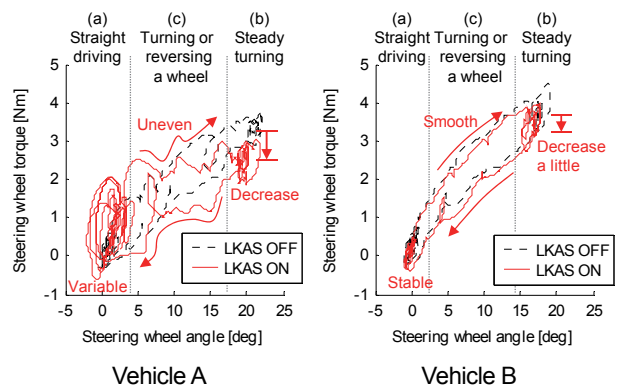 (a)
Straight
driving
(c)
Turning or
reversing
a wheel
(b)
Steady
turning
5
4
3
2
1
0
-1
Steering wheel torque [Nm]
Uneven
Decrease
Variable
LKAS OFF
LKAS ON
-5 0 5 10 15 20 25
Steering wheel angle [deg]
Vehicle A
(a)
Straight
driving
(c)
Turning or
reversing
a wheel
(b)
Steady
turning
5
4
3
2
1
0
-1
Steering wheel torque [Nm]
Smooth
Decrease
a little
Stable
LKAS OFF
LKAS ON
-5 0 5 10 15 20 25
Steering wheel angle [deg]
Vehicle B